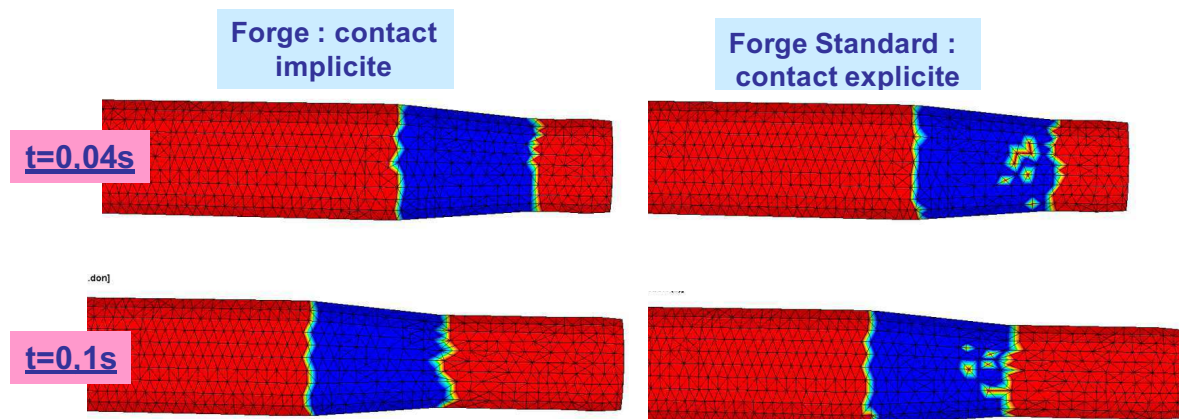 Forge : contact
implicite
Forge Standard :
contact explicite
t=0,04s
.don]
t=0,1s